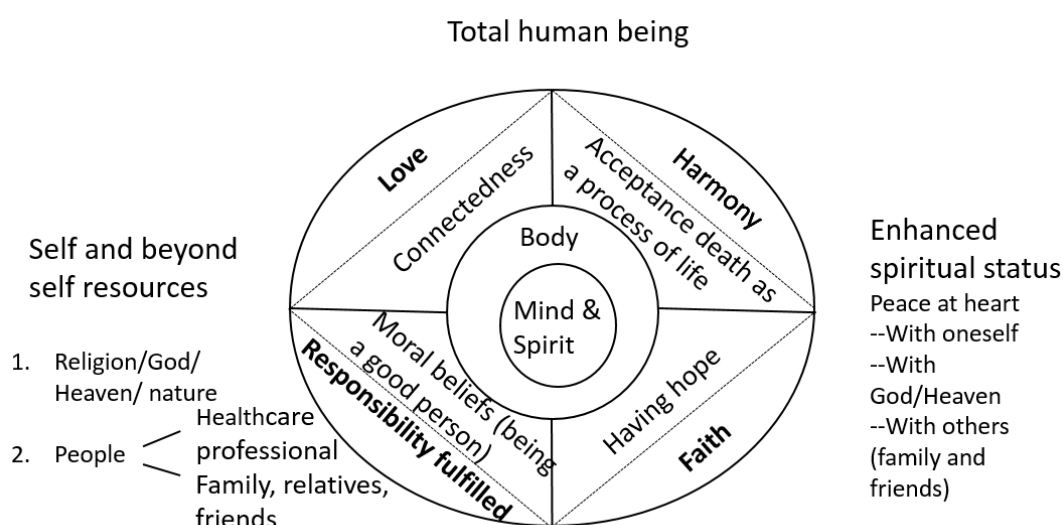 Total human being
Love
Connectedness
Harmony
Acceptance death as
a process of life
Body
Mind &
Spirit
Moral beliefs (being
a good person)
Responsibility fulfilled
Having hope
Faith
Self and beyond
self resources
1. Religion/God/
Heaven/ nature
2. People
Healthcare
professional
Family, relatives,
friends
Enhanced
spiritual status
Peace at heart
--With oneself
--With
God/Heaven
--With others
(family and
friends)